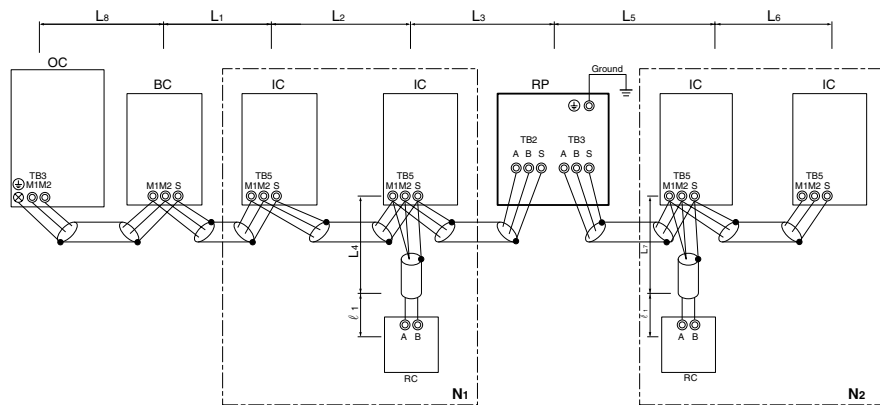 L8 L1 L2 L3 L5 L6
OC
BC
IC
IC
RP
Ground
IC
IC
TB2 TB3
A B S A B S
TB3
M1M2
M1M2 S
TB5
M1M2 S
TB5
M1M2 S
TB5
M1M2 S
TB5
M1M2 S
L4
L7
ℓ1
ℓ1
A B
A B
RC
RC
N1
N2